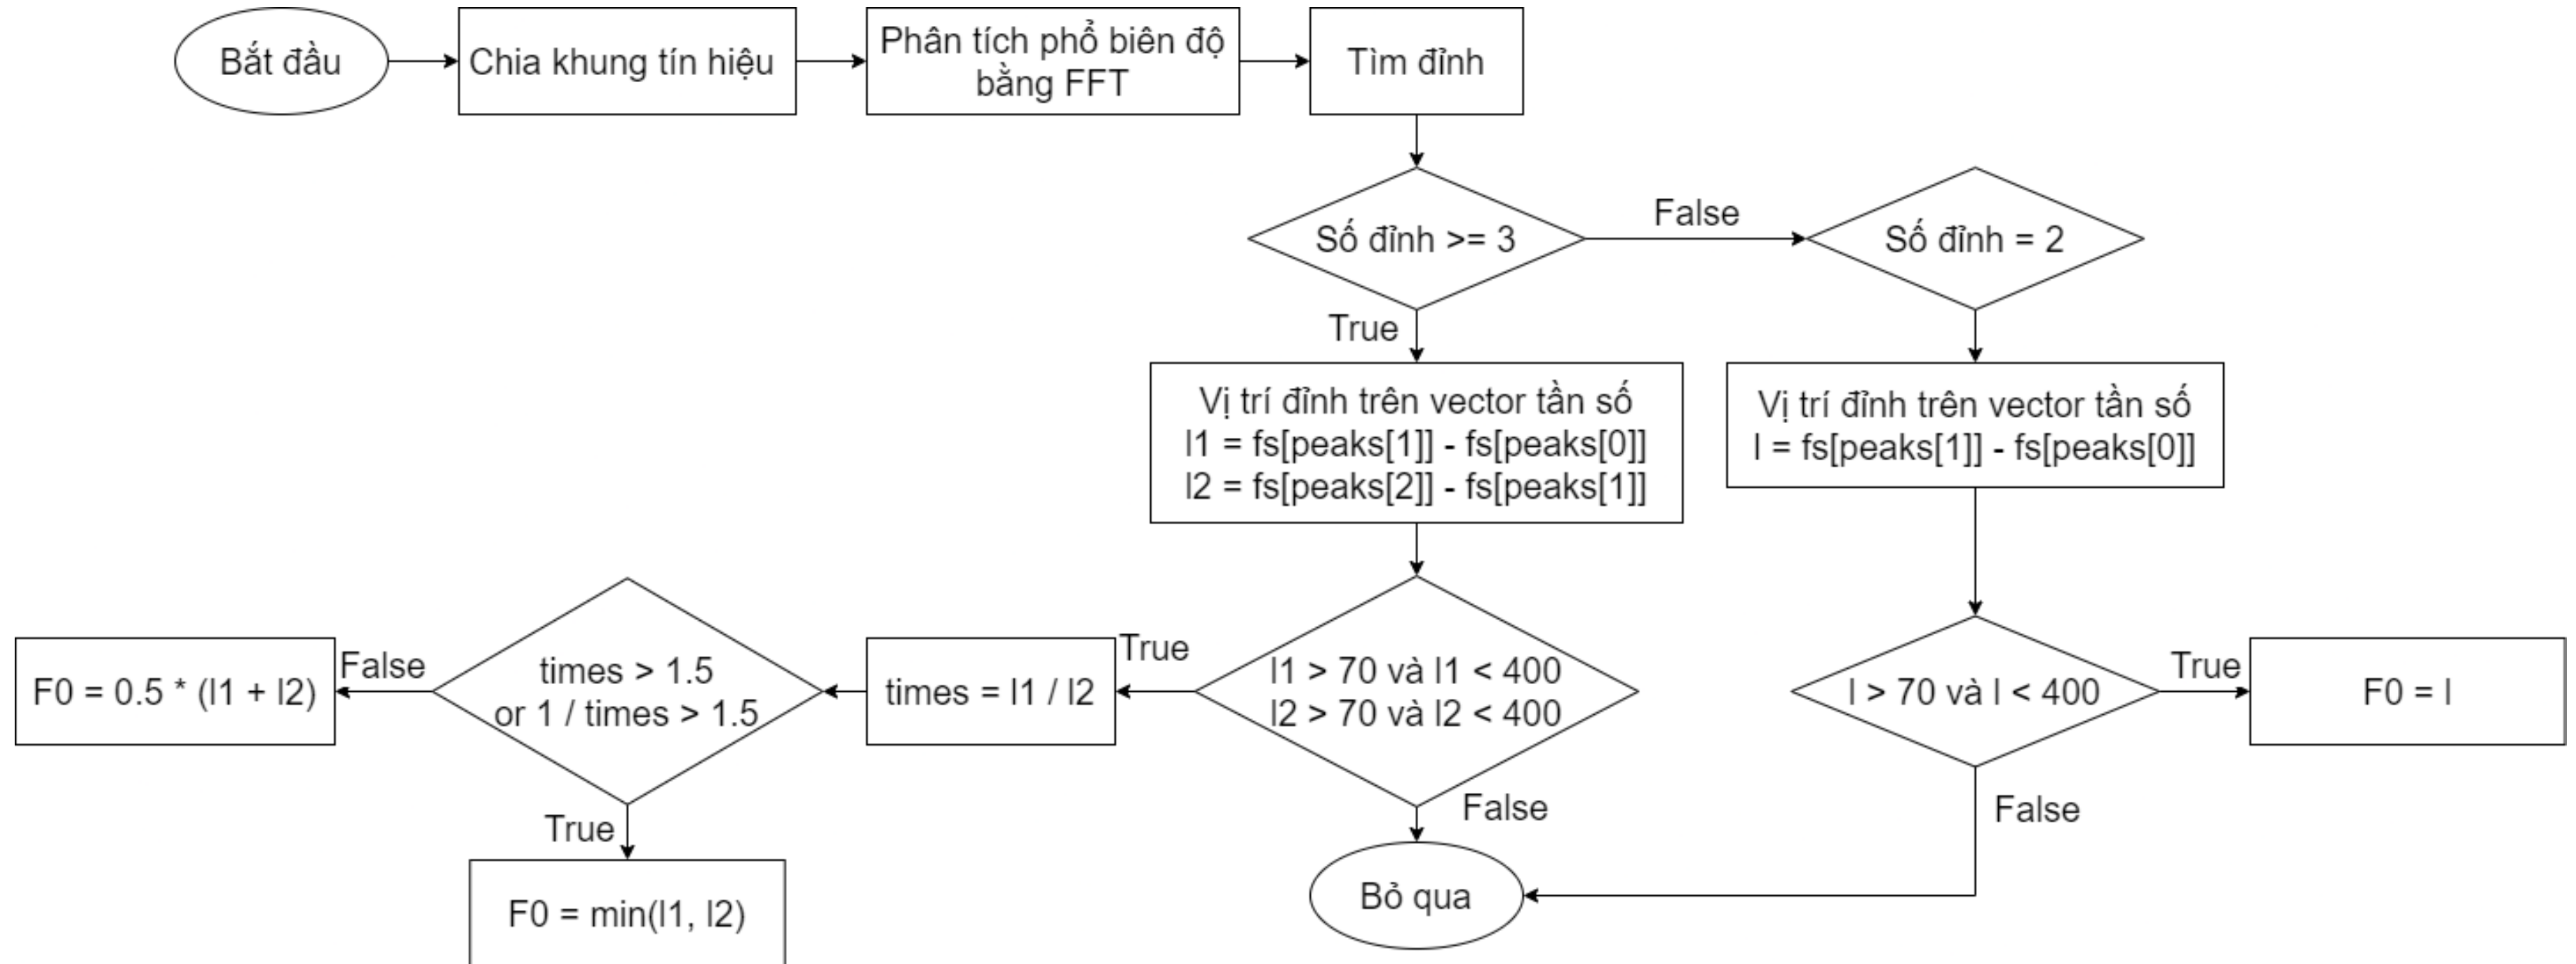 Bắt đầu
Chia khung tín hiệu
Phân tích phổ biên độ
bằng FFT
Tìm đỉnh
Số đỉnh >= 3
False
Số đỉnh = 2
True
Vị trí đỉnh trên vector tần số
l1 = fs[peaks[1]] - fs[peaks[0]]
l2 = fs[peaks[2]] - fs[peaks[1]]
Vị trí đỉnh trên vector tần số
l = fs[peaks[1]] - fs[peaks[0]]
F0 = 0.5 * (l1 + l2)
False
times > 1.5
or 1 / times > 1.5
times = l1 / l2
True
l1 > 70 và l1 < 400
l2 > 70 và l2 < 400
l > 70 và l < 400
True
F0 = l
True
False
False
F0 = min(l1, l2)
Bỏ qua